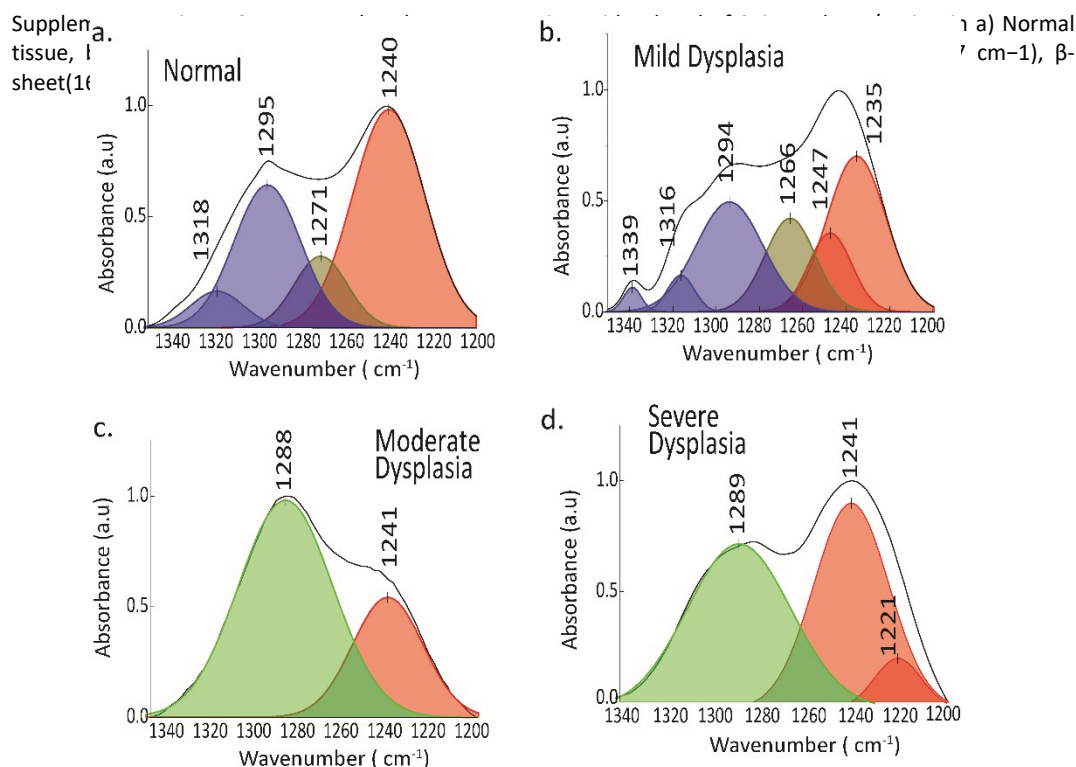 Supplem
n a) Normal
tissue, b
7 cm−1), β-
sheet(16
a.
Normal
1.0
0.5
0.0
Absorbance (a.u)
1318
1295
1271
1240
1340 1320 1300 1280 1260 1240 1220 1200
Wavenumber ( cm⁻¹)
b.
Mild Dysplasia
1.0
0.5
0.0
Absorbance (a.u)
1339
1316
1294
1266
1247
1235
1340 1320 1300 1280 1260 1240 1220 1200
Wavenumber ( cm⁻¹)
c.
Moderate
Dysplasia
1.0
0.5
0.0
Absorbance (a.u)
1288
1241
1340 1320 1300 1280 1260 1240 1220 1200
Wavenumber ( cm⁻¹)
d.
Severe
Dysplasia
1.0
0.5
0.0
Absorbance (a.u)
1289
1241
1221
1340 1320 1300 1280 1260 1240 1220 1200
Wavenumber ( cm⁻¹)